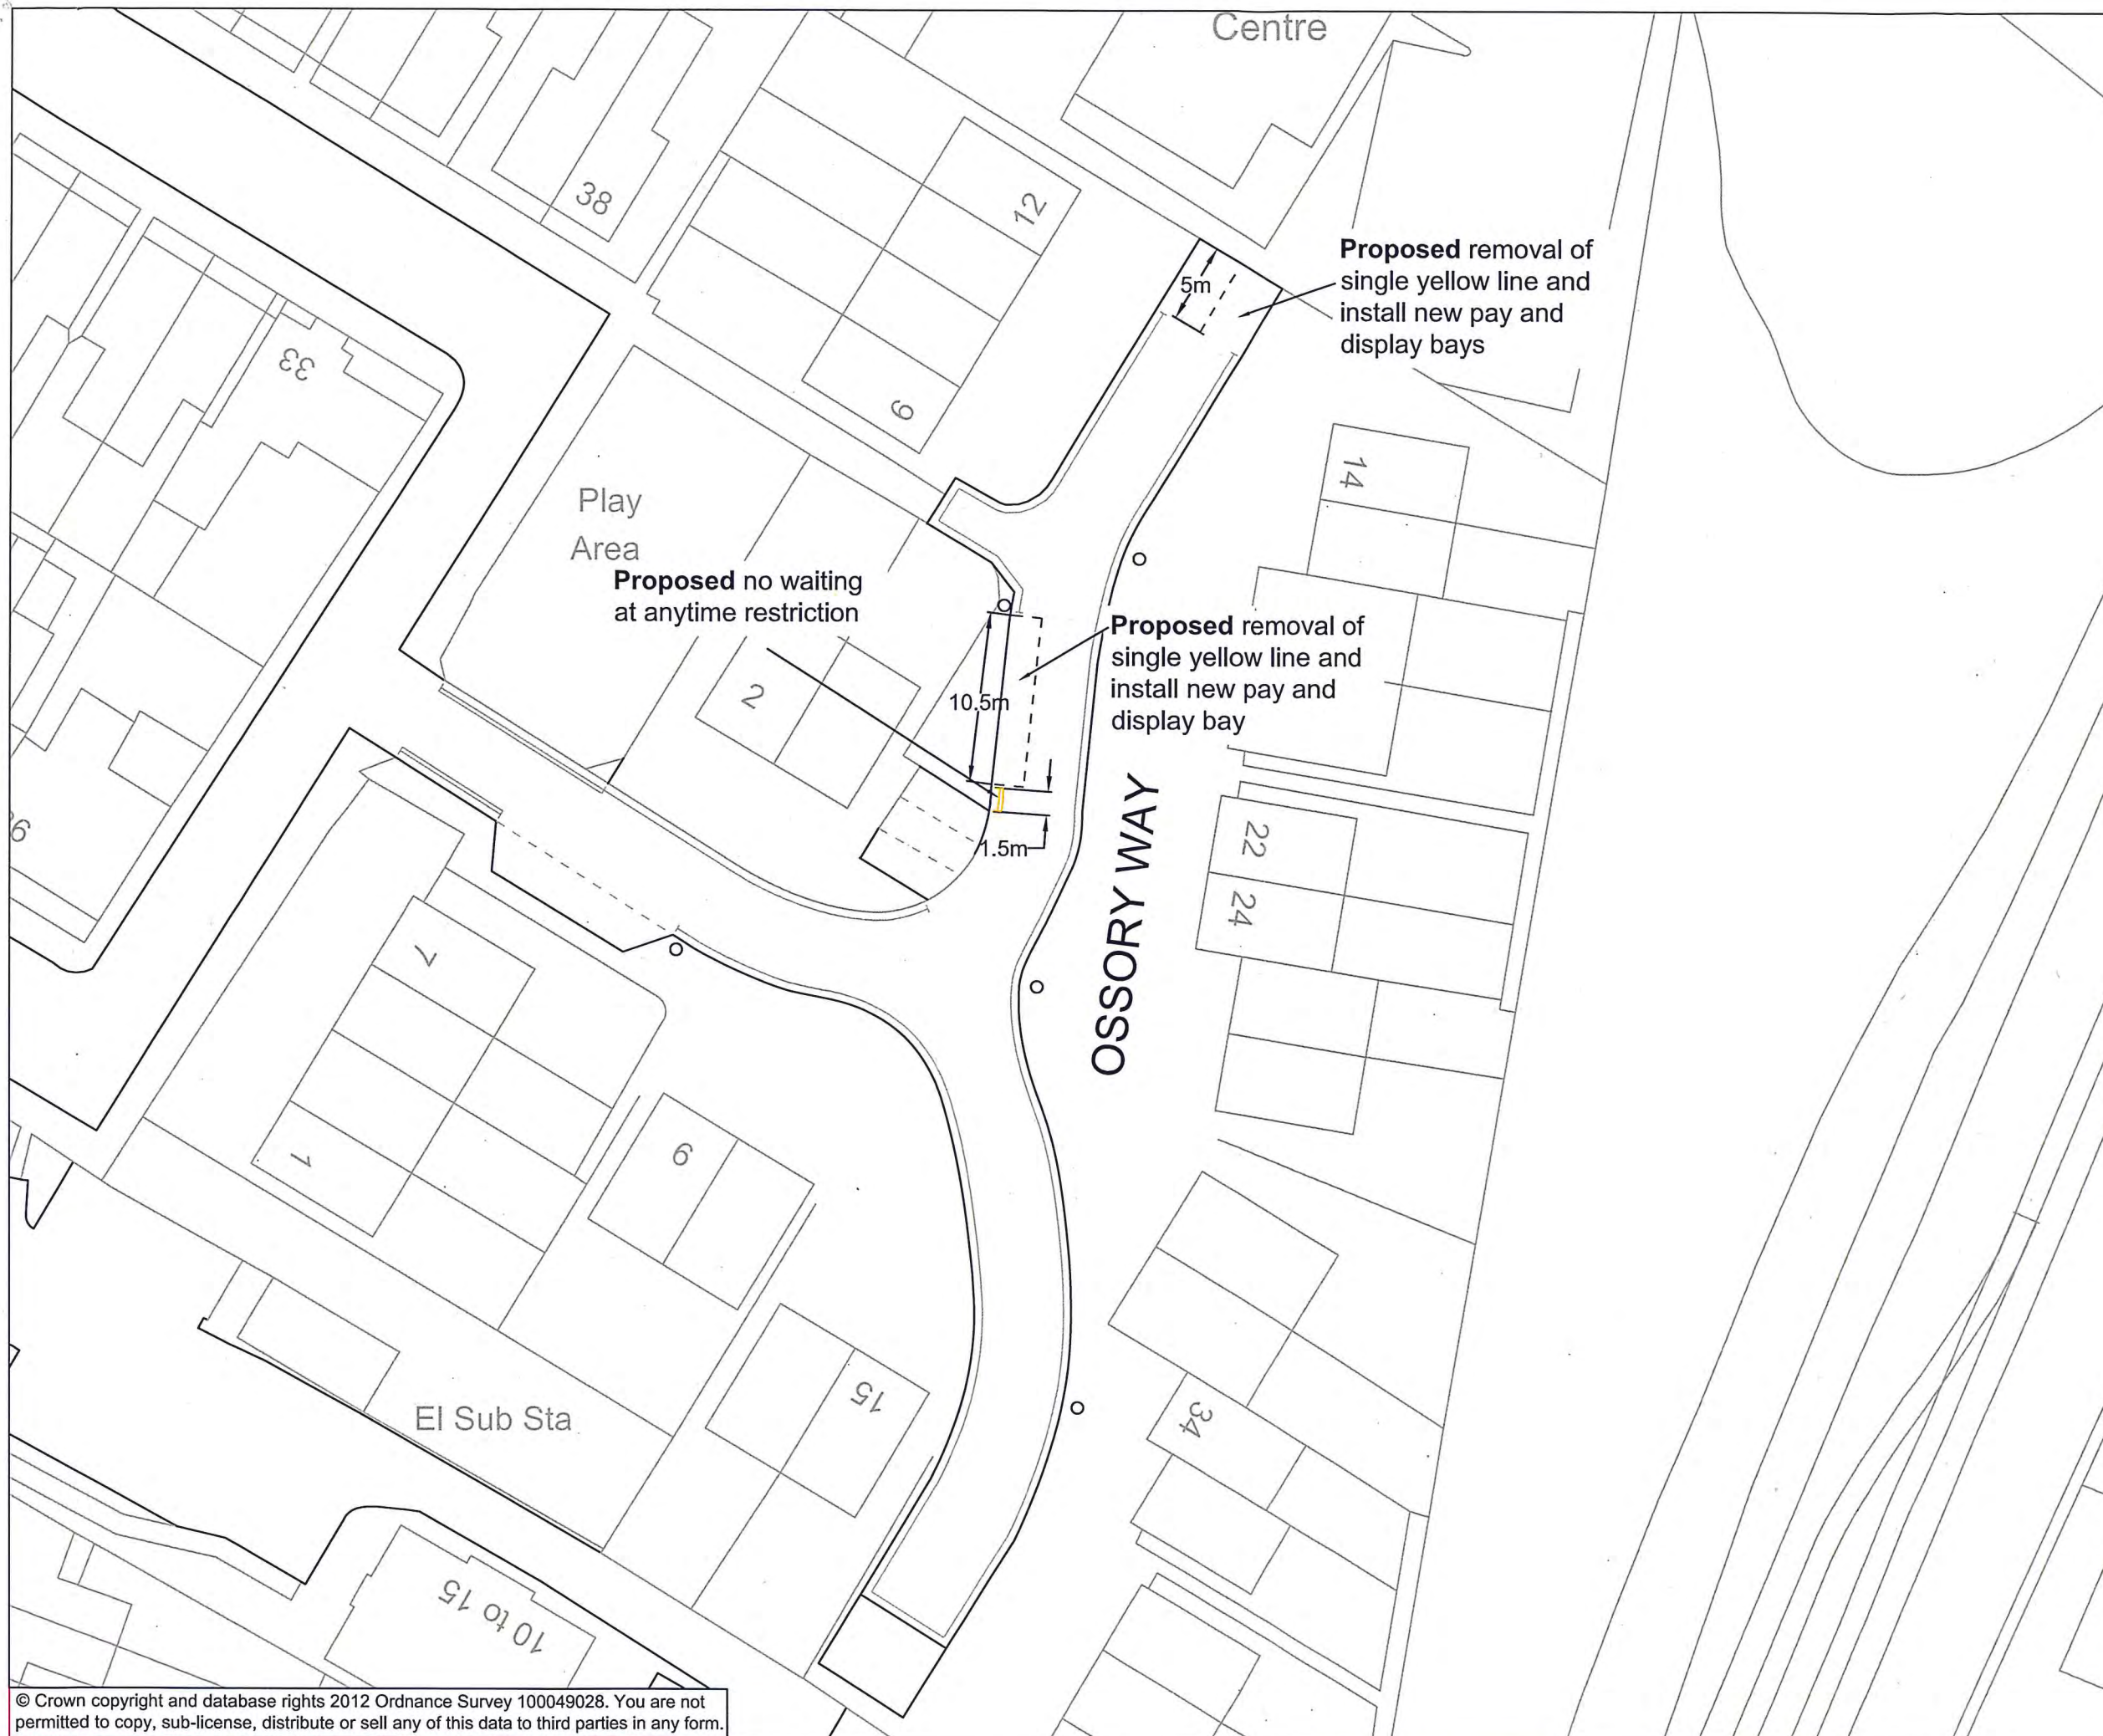 Centre
38
12
Proposed removal of
single yellow line and
install new pay and
display bays
5m
33
9
14
Play
Area
Proposed no waiting
at anytime restriction
Proposed removal of
single yellow line and
install new pay and
display bay
2
10.5m
1.5m
OSSORY WAY
22
24
7
1
9
15
34
El Sub Sta
10 to 15
© Crown copyright and database rights 2012 Ordnance Survey 100049028. You are not
permitted to copy, sub-license, distribute or sell any of this data to third parties in any form.